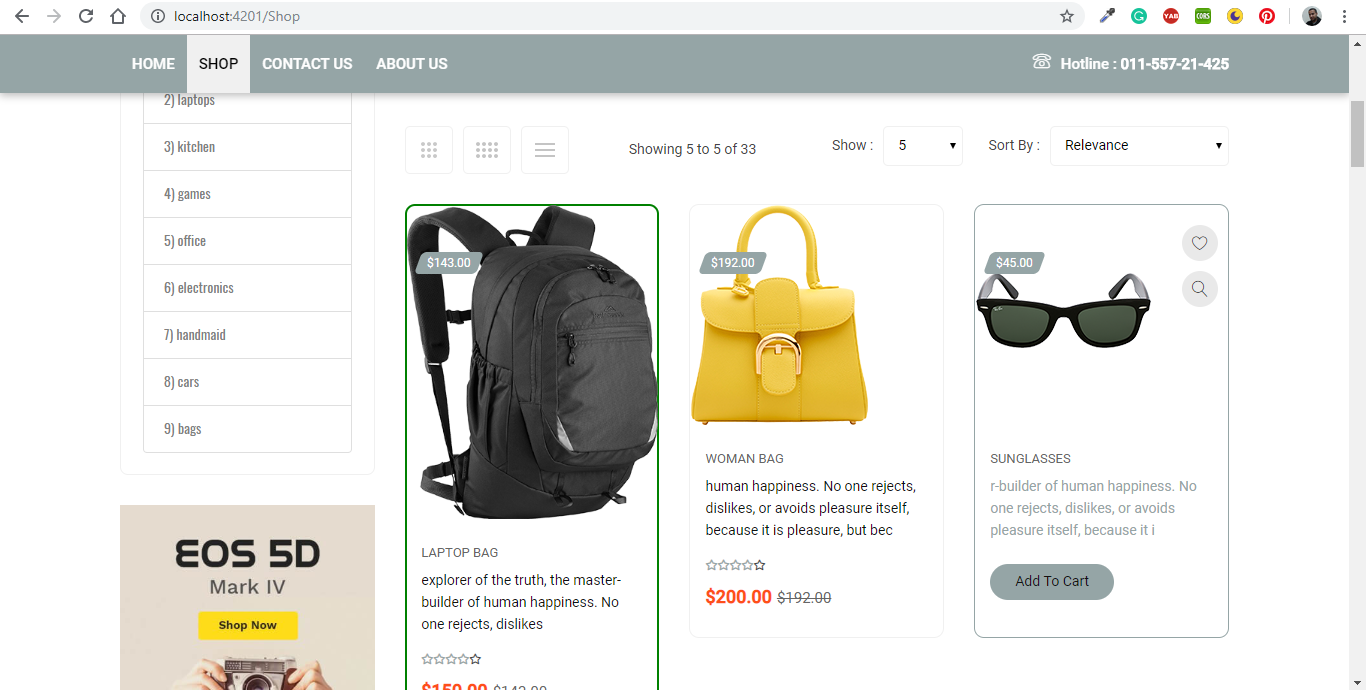 localhost:4201/Shop
YAB
CORS
HOME
SHOP
CONTACT US
ABOUT US
Hotline : 011-557-21-425
2) laptops
3) kitchen
4) games
5) office
6) electronics
7) handmaid
8) cars
9) bags
EOS 5D
Mark IV
Shop Now
Showing 5 to 5 of 33
Show :
5
Sort By :
Relevance
$143.00
LAPTOP BAG
explorer of the truth, the master-
builder of human happiness. No
one rejects, dislikes
$150.00 $143.00
$192.00
WOMAN BAG
human happiness. No one rejects,
dislikes, or avoids pleasure itself,
because it is pleasure, but bec
$200.00 $192.00
$45.00
SUNGLASSES
r-builder of human happiness. No
one rejects, dislikes, or avoids
pleasure itself, because it i
Add To Cart